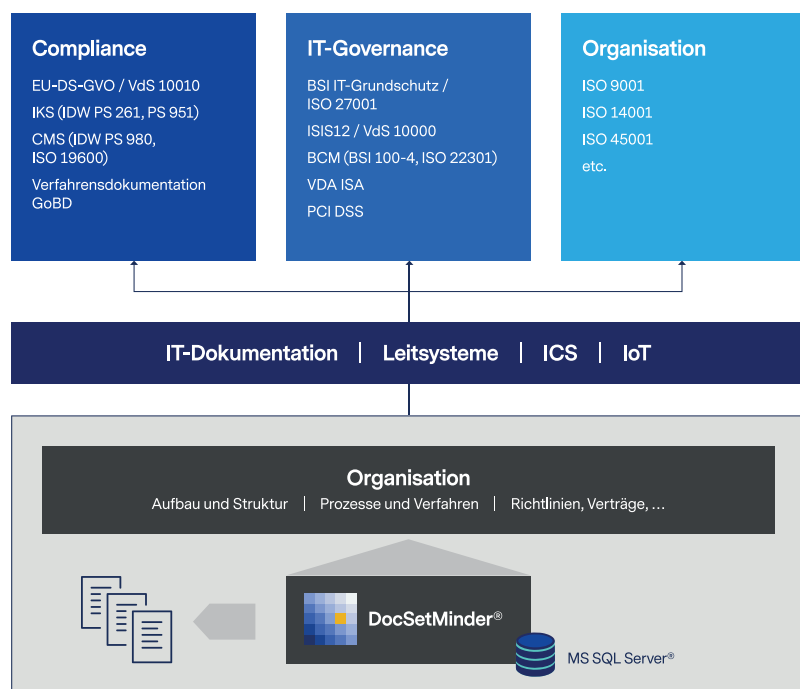 Compliance
EU-DS-GVO / VdS 10010
IKS (IDW PS 261, PS 951)
CMS (IDW PS 980,
ISO 19600)
Verfahrensdokumentation
GoBD
IT-Governance
BSI IT-Grundschutz /
ISO 27001
ISIS12 / VdS 10000
BCM (BSI 100-4, ISO 22301)
VDA ISA
PCI DSS
Organisation
ISO 9001
ISO 14001
ISO 45001
etc.
IT-Dokumentation | Leitsysteme | ICS | IoT
Organisation
Aufbau und Struktur | Prozesse und Verfahren | Richtlinien, Verträge, ...
DocSetMinder®
MS SQL Server®